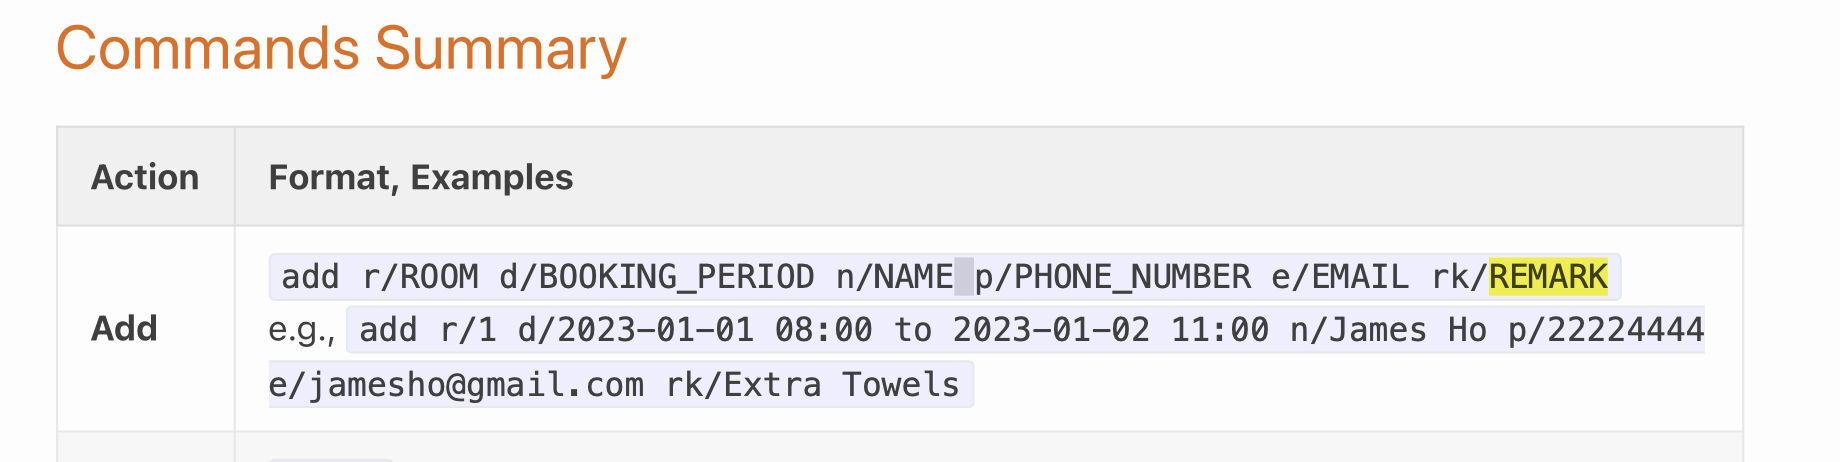 Commands Summary
Action
Format, Examples
Add
add r/ROOM d/BOOKING_PERIOD n/NAME p/PHONE_NUMBER e/EMAIL rk/REMARK
e.g., add r/1 d/2023-01-01 08:00 to 2023-01-02 11:00 n/James Ho p/22224444
e/jamesho@gmail.com rk/Extra Towels